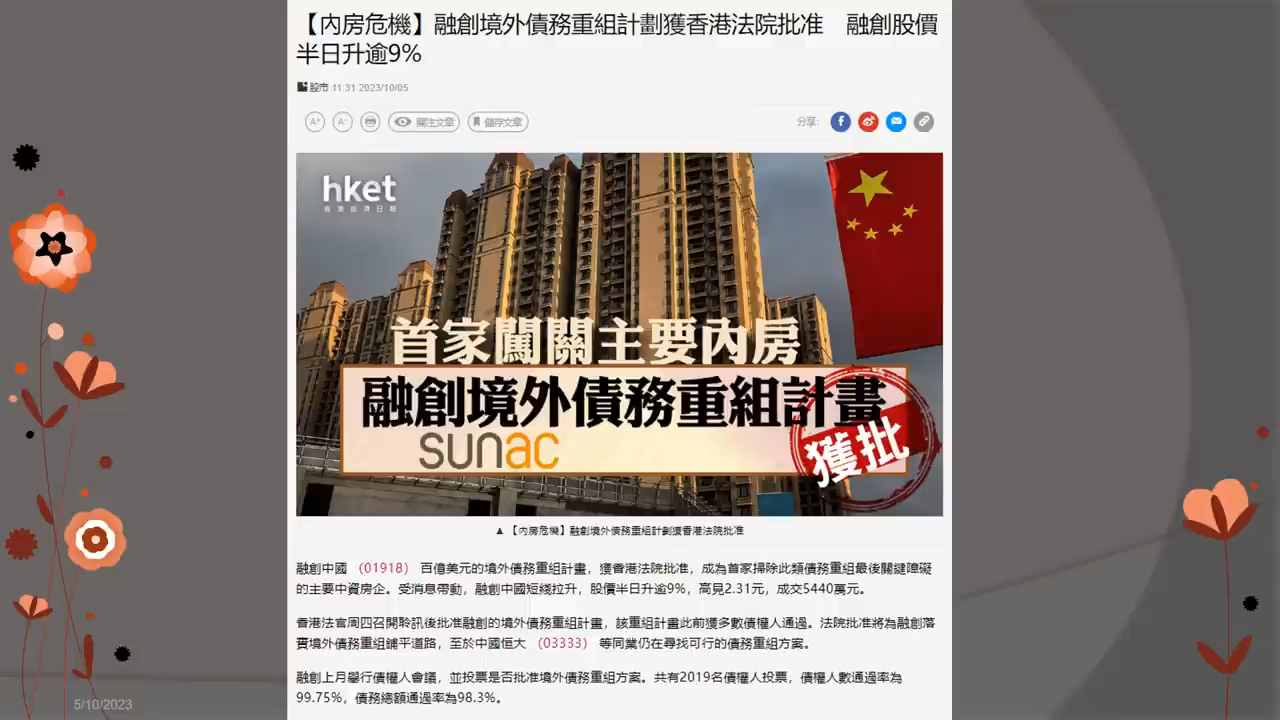 【內房危機】融創境外債務重組計劃獲香港法院批准　融創股價
半日升逾9%
股市 11:31 2023/10/05
A⁺ A⁻ 關注文章 儲存文章 分享:
hket
香港經濟日報
首家闖關主要內房
融創境外債務重組計畫
sunac
獲批
▲ 【內房危機】融創境外債務重組計劃獲香港法院批准
融創中國 （01918） 百億美元的境外債務重組計畫，獲香港法院批准，成為首家掃除此類債務重組最後關鍵障礙
的主要中資房企。受消息帶動，融創中國短綫拉升，股價半日升逾9%，高見2.31元，成交5440萬元。
香港法官周四召開聆訊後批准融創的境外債務重組計畫，該重組計畫此前獲多數債權人通過。法院批准將為融創落
實境外債務重組鋪平道路，至於中國恒大 （03333） 等同業仍在尋找可行的債務重組方案。
融創上月舉行債權人會議，並投票是否批准境外債務重組方案。共有2019名債權人投票，債權人數通過率為
99.75%，債務總額通過率為98.3%。
5/10/2023